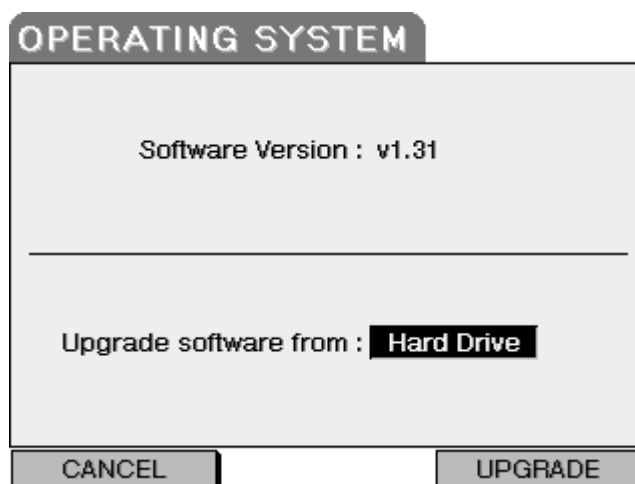 OPERATING SYSTEM
Software Version : v1.31
Upgrade software from : Hard Drive
CANCEL UPGRADE